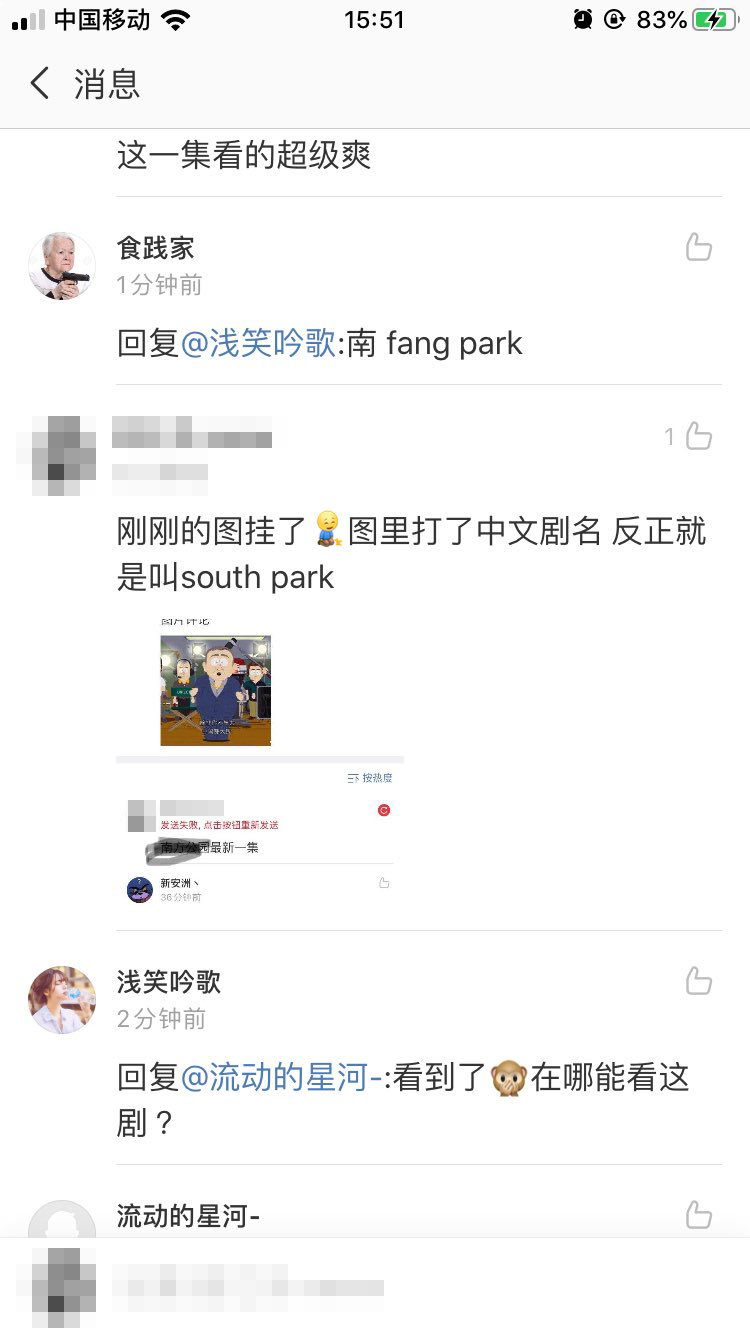 中国移动
15:51
83%
消息
这一集看的超级爽
食践家
1分钟前
回复@浅笑吟歌:南 fang park
1
刚刚的图挂了图里打了中文剧名 反正就
是叫south park
图片评论
按热度
发送失败, 点击按钮重新发送
南方公园最新一集
新安洲丶
36分钟前
浅笑吟歌
2分钟前
回复@流动的星河-:看到了在哪能看这
剧？
流动的星河-